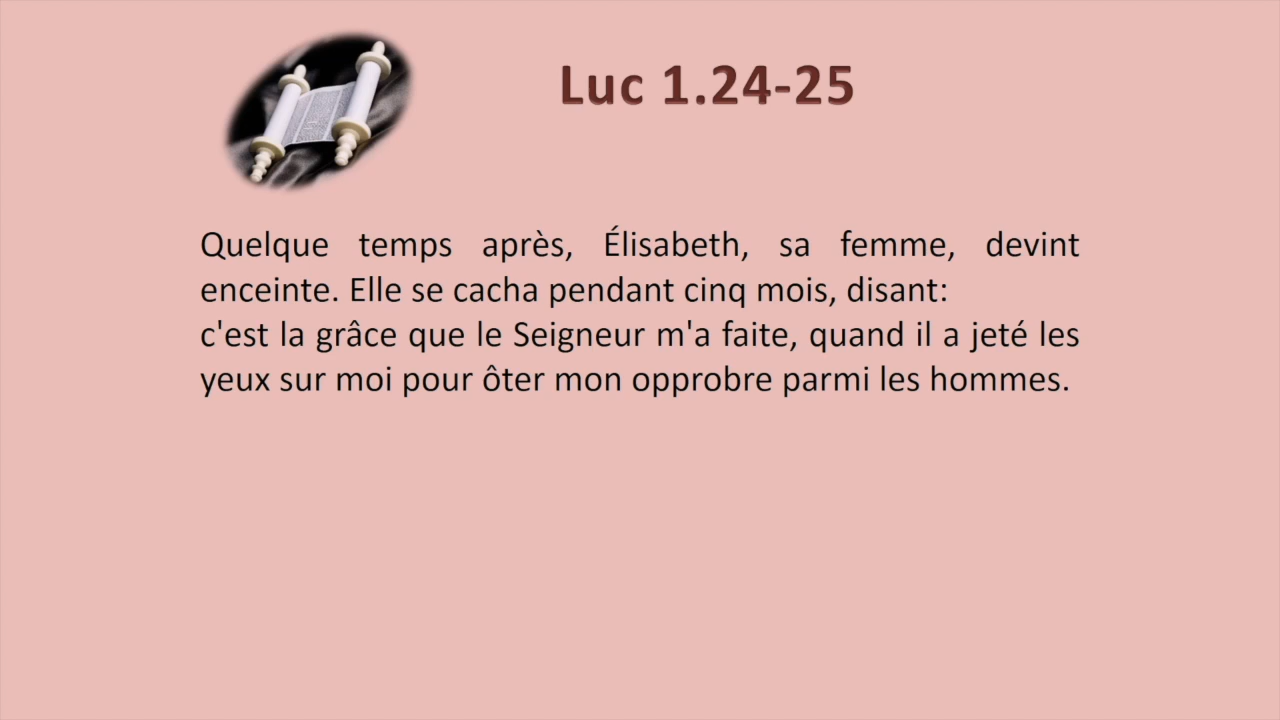 Luc 1.24-25
Quelque temps après, Élisabeth, sa femme, devint
enceinte. Elle se cacha pendant cinq mois, disant:
c'est la grâce que le Seigneur m'a faite, quand il a jeté les
yeux sur moi pour ôter mon opprobre parmi les hommes.